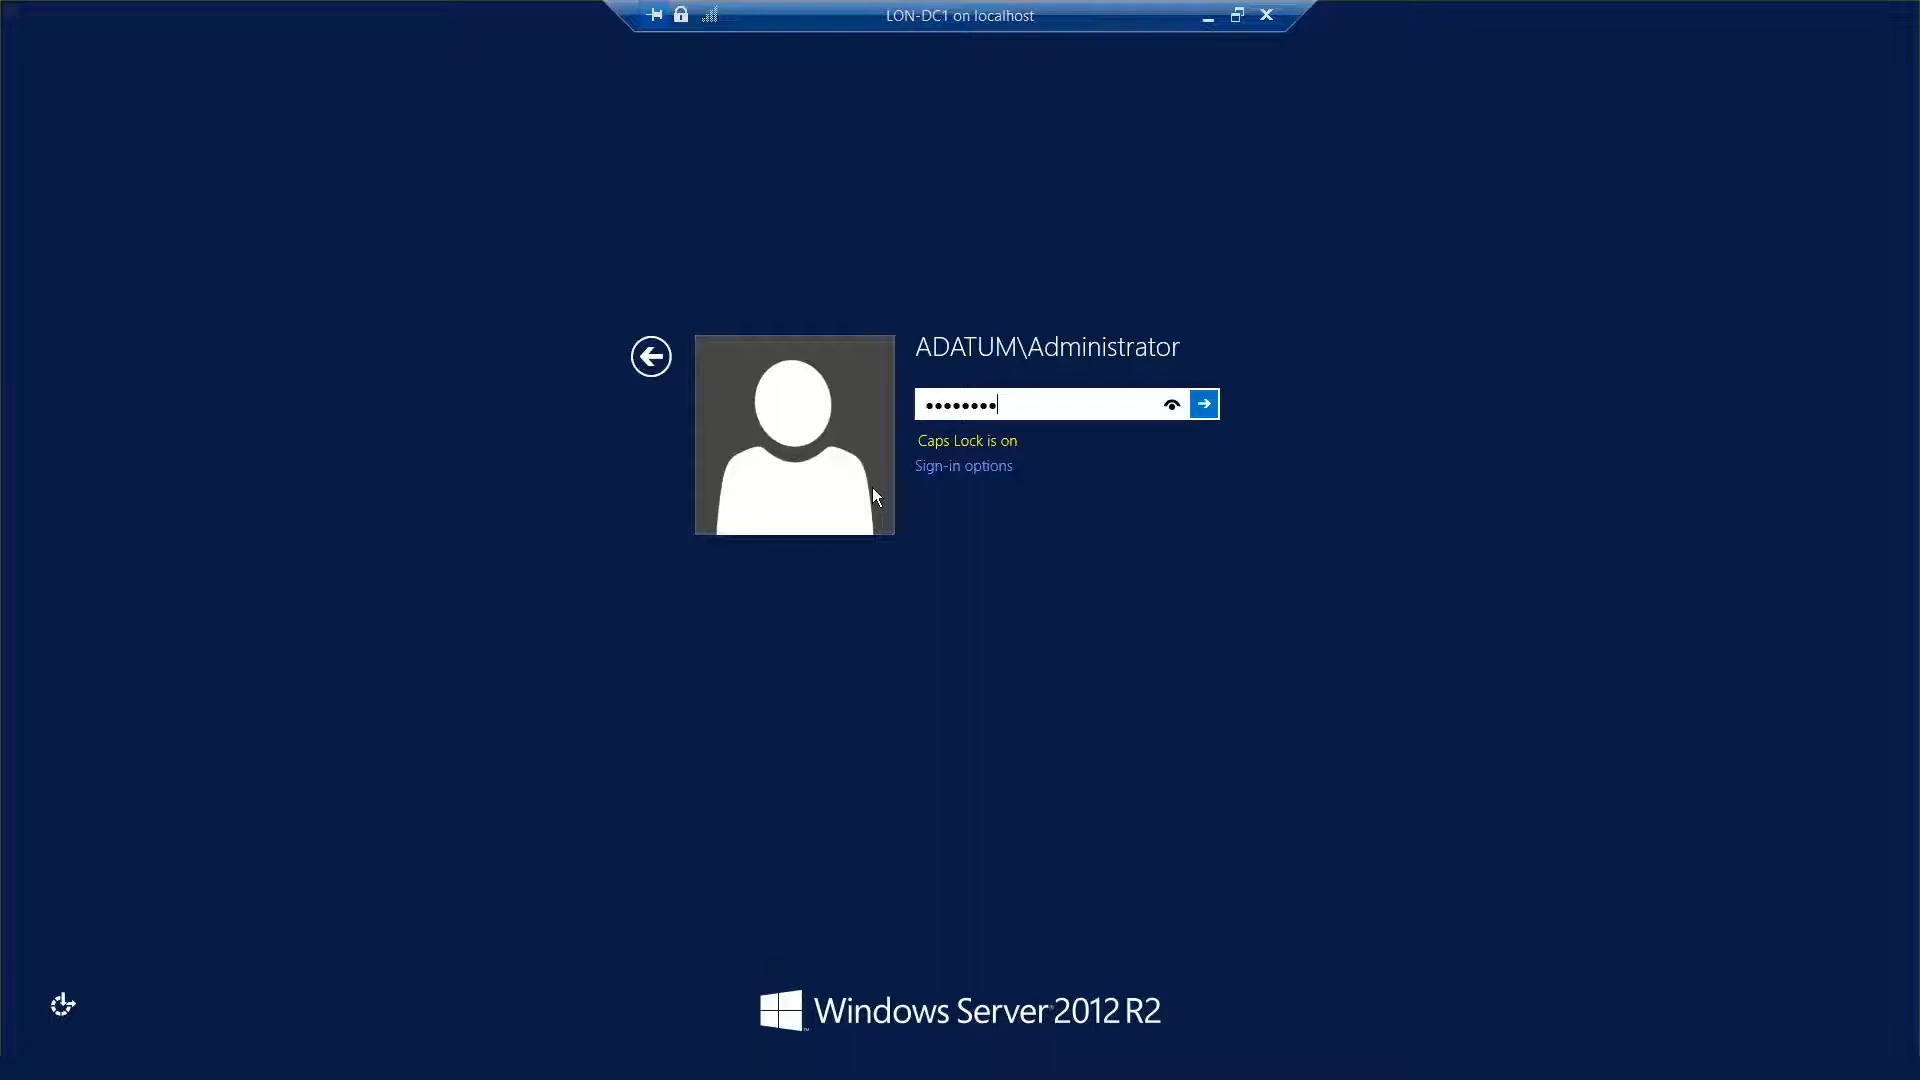 LON-DC1 on localhost
ADATUM\Administrator
Caps Lock is on
Sign-in options
Windows Server 2012 R2